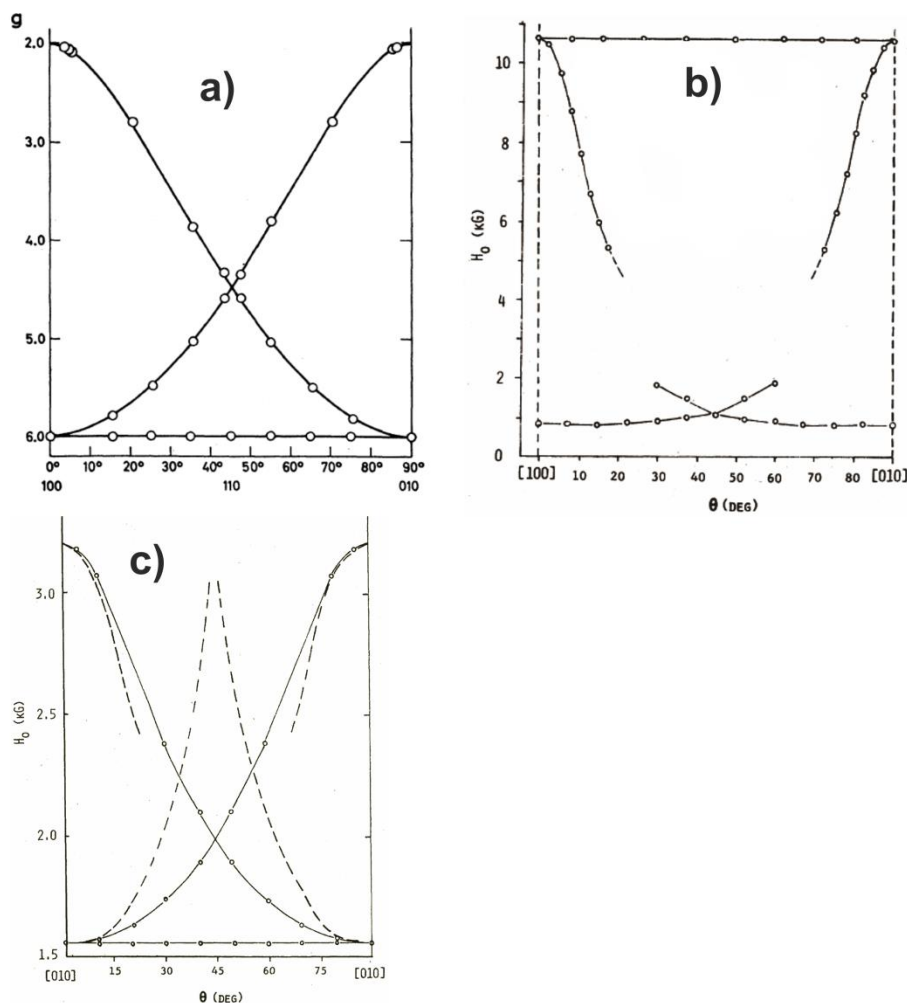 g
a)
2.0
3.0
4.0
5.0
6.0
0° 10° 20° 30° 40° 50° 60° 70° 80° 90°
100 110 010
b)
10
8
6
4
2
0
H₀ (KG)
[100] 10 20 30 40 50 60 70 80 [010]
θ (DEG)
c)
3.0
2.5
2.0
1.5
H₀ (KG)
[010] 15 30 45 60 75 [010]
θ (DEG)